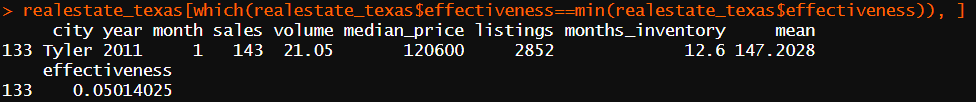 > realestate_texas[which(realestate_texas$effectiveness==min(realestate_texas$effectiveness)), ]
city year month sales volume median_price listings months_inventory mean
133 Tyler 2011 1 143 21.05 120600 2852 12.6 147.2028
effectiveness
133 0.05014025